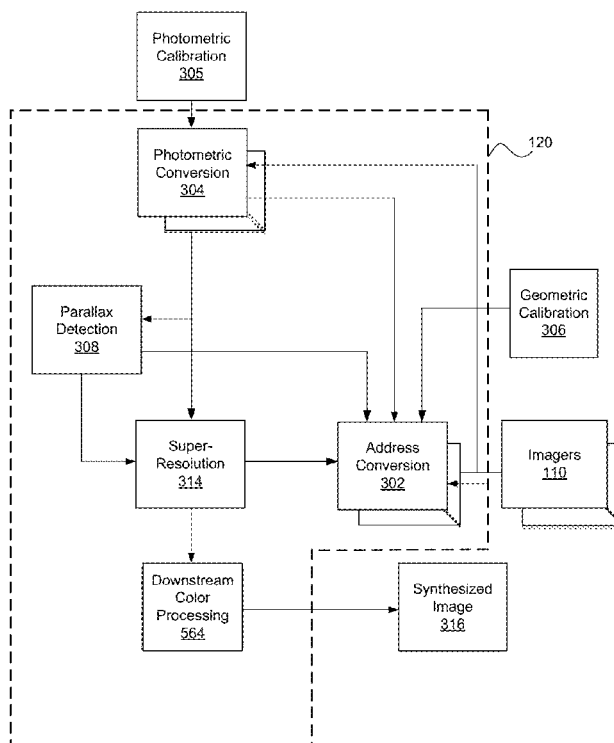 Photometric
Calibration
305
120
Photometric
Conversion
304
Parallax
Detection
308
Geometric
Calibration
306
Super-
Resolution
314
Address
Conversion
302
Imagers
110
Downstream
Color
Processing
564
Synthesized
Image
316